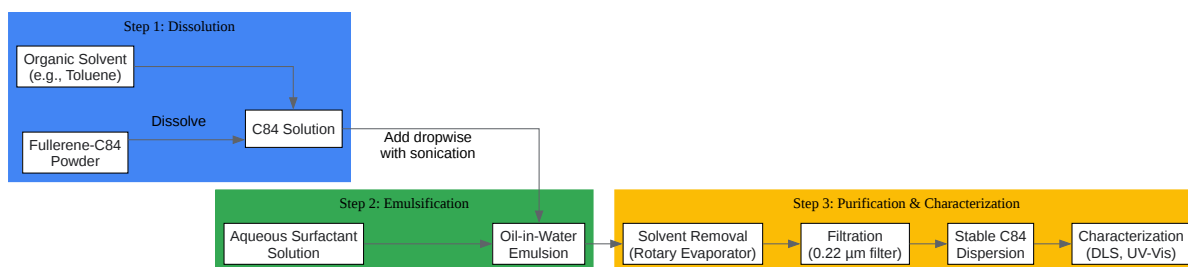 Step 1: Dissolution
Organic Solvent
(e.g., Toluene)
Dissolve
C84 Solution
Fullerene-C84
Powder
Add dropwise
with sonication
Step 2: Emulsification
Aqueous Surfactant
Solution
Oil-in-Water
Emulsion
Step 3: Purification & Characterization
Solvent Removal
(Rotary Evaporator)
Filtration
(0.22 µm filter)
Stable C84
Dispersion
Characterization
(DLS, UV-Vis)